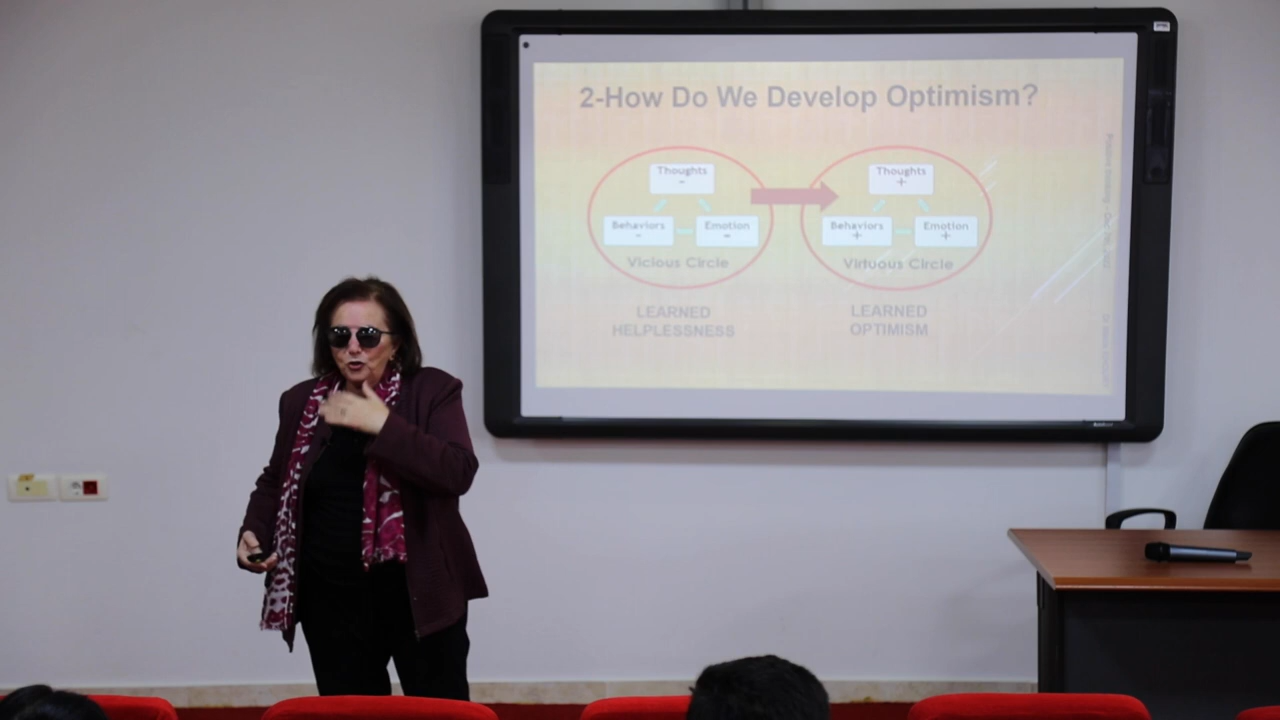 2-How Do We Develop Optimism?
Thoughts
-
Behaviors
-
Emotion
-
Vicious Circle
LEARNED
HELPLESSNESS
Thoughts
+
Behaviors
+
Emotion
+
Virtuous Circle
LEARNED
OPTIMISM